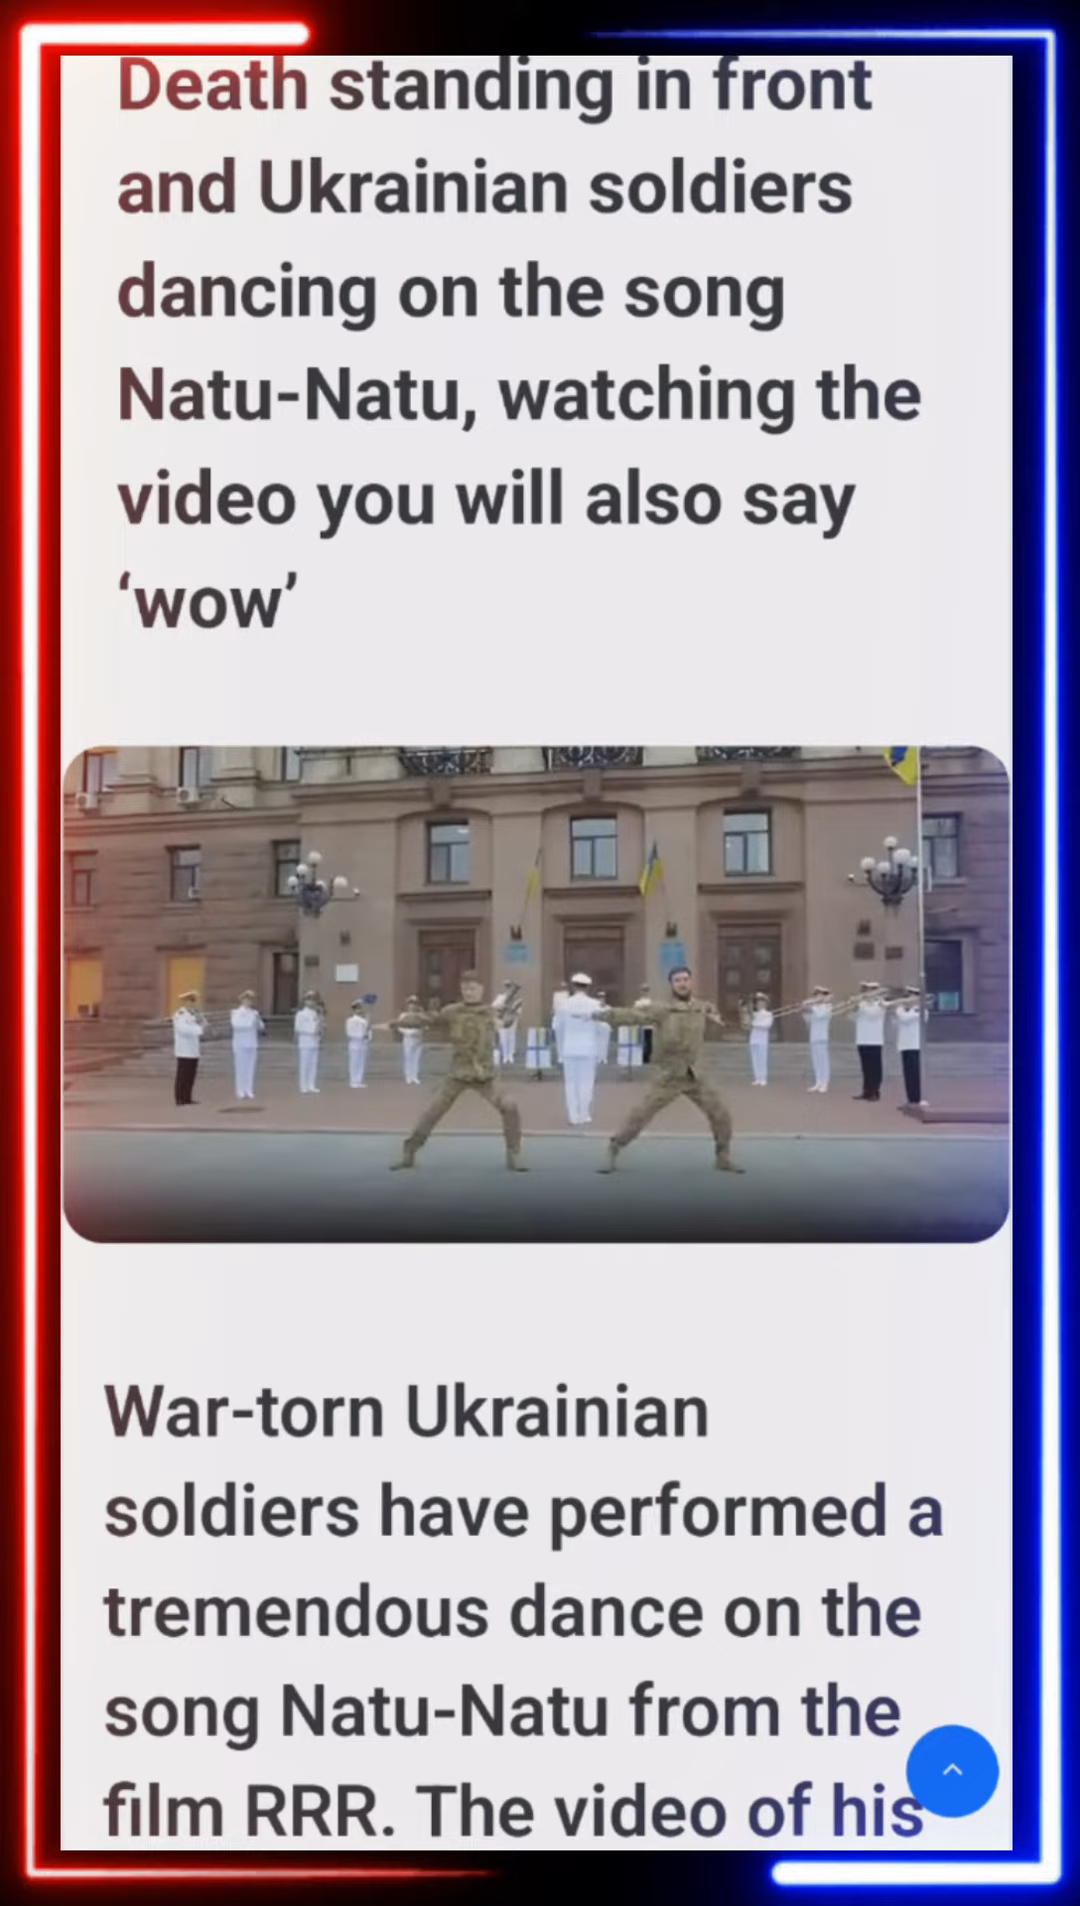 Death standing in front
and Ukrainian soldiers
dancing on the song
Natu-Natu, watching the
video you will also say
‘wow’
War-torn Ukrainian
soldiers have performed a
tremendous dance on the
song Natu-Natu from the
film RRR. The video of his